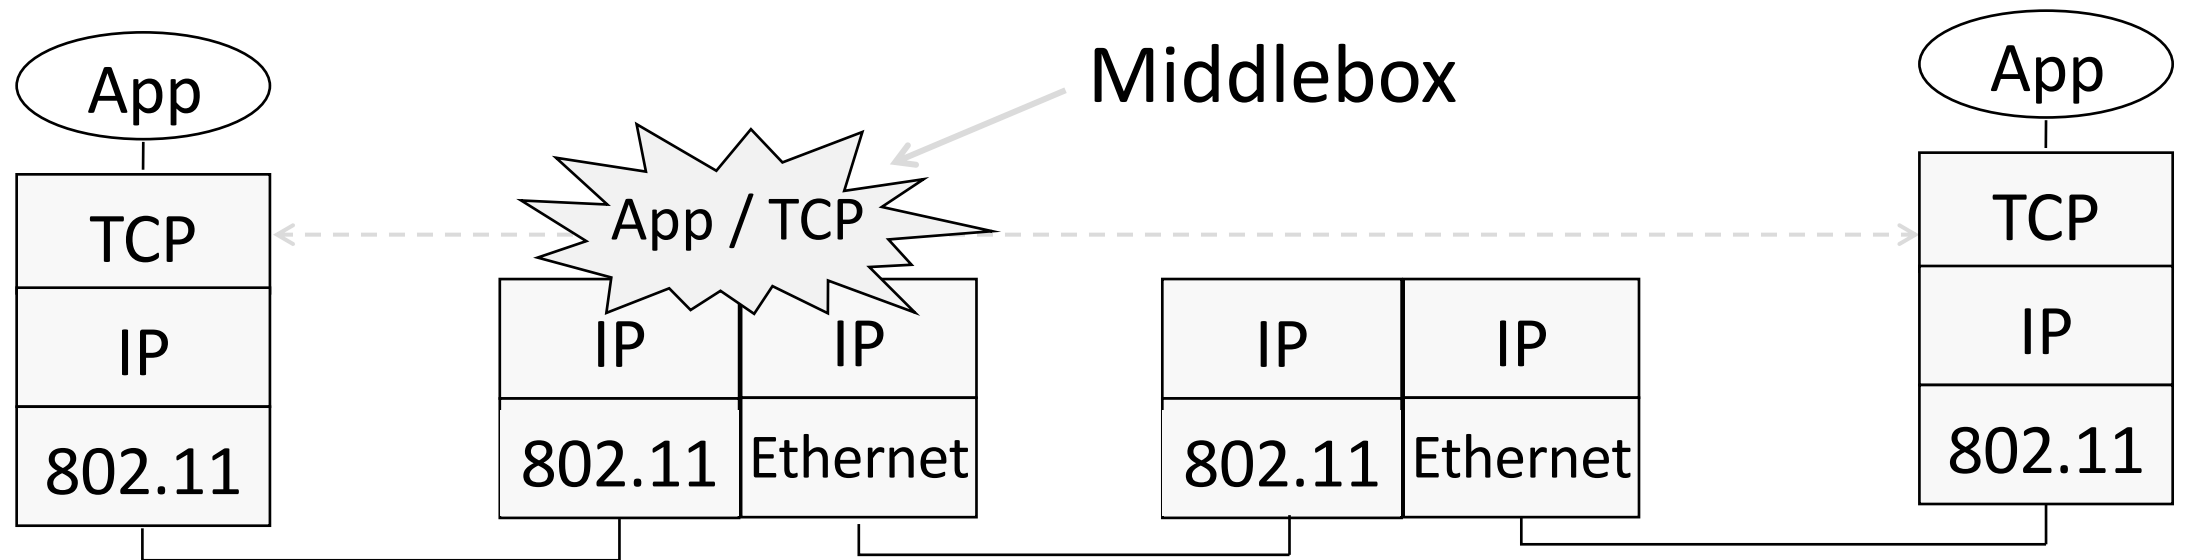 App
Middlebox
App
TCP
App / TCP
TCP
IP
IP
IP
IP
IP
IP
802.11
802.11
Ethernet
802.11
Ethernet
802.11